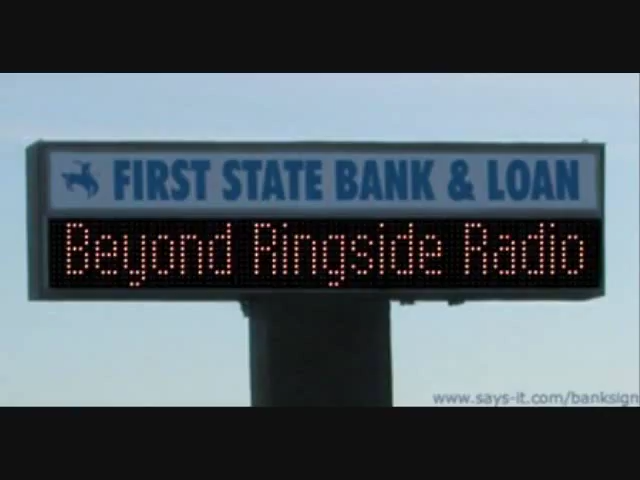 FIRST STATE BANK & LOAN
Beyond Ringside Radio
www.says-it.com/banksign